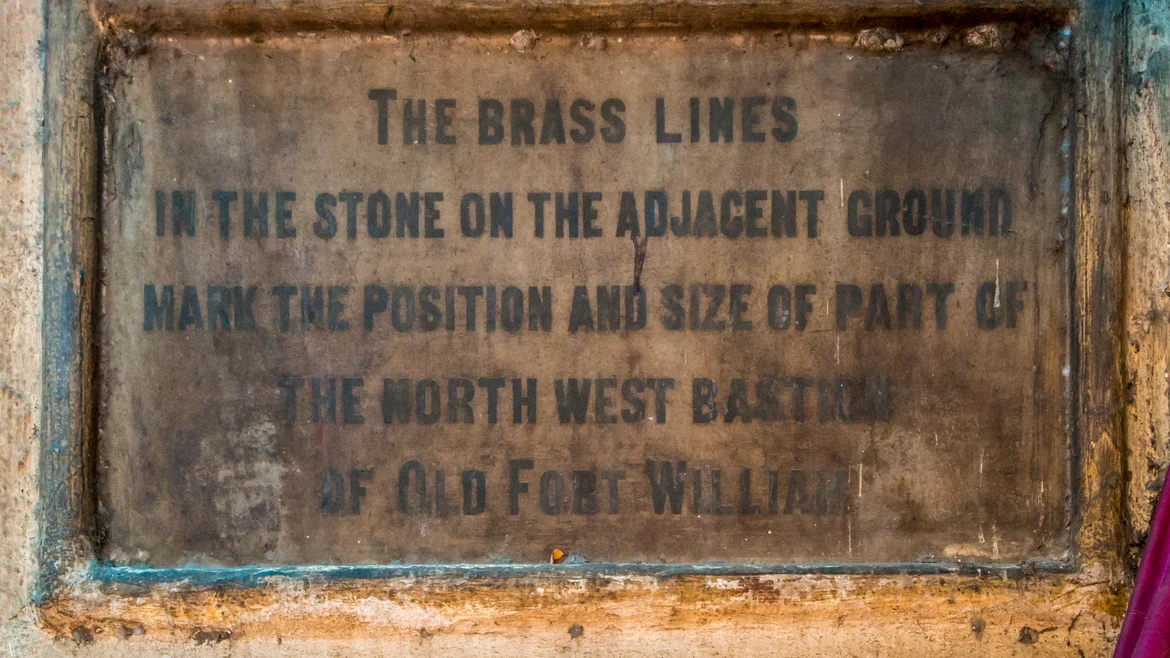 THE BRASS LINES
IN THE STONE ON THE ADJACENT GROUND
MARK THE POSITION AND SIZE OF PART OF
THE NORTH WEST BASTION
OF OLD FORT WILLIAM